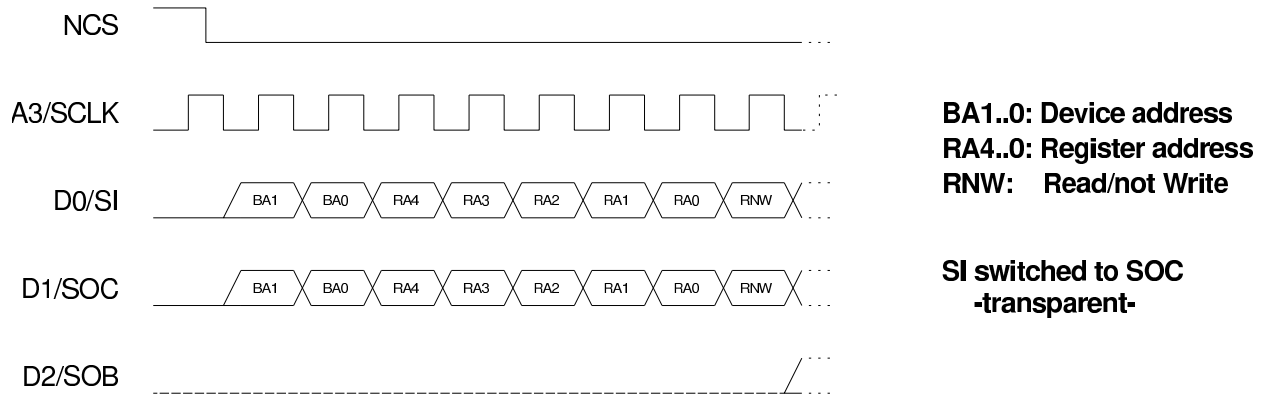 NCS
A3/SCLK
BA1..0: Device address
RA4..0: Register address
RNW: Read/not Write
D0/SI
BA1 BA0 RA4 RA3 RA2 RA1 RA0 RNW
D1/SOC
BA1 BA0 RA4 RA3 RA2 RA1 RA0 RNW
SI switched to SOC
-transparent-
D2/SOB